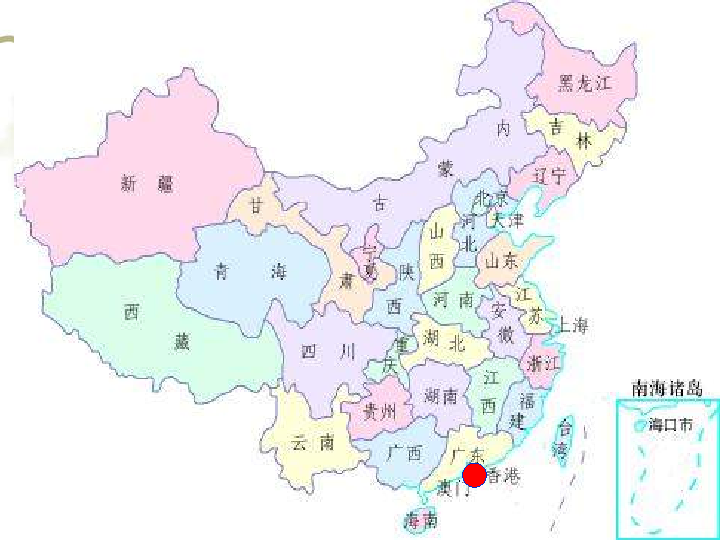 黑龙江
内蒙古
吉林
辽宁
新疆
甘肃
北京
天津
河北
山西
宁夏
青海
陕西
山东
河南
江苏
安徽
上海
西藏
四川
重庆
湖北
浙江
湖南
江西
福建
贵州
云南
广西
广东
台湾
香港
澳门
海南
南海诸岛
海口市